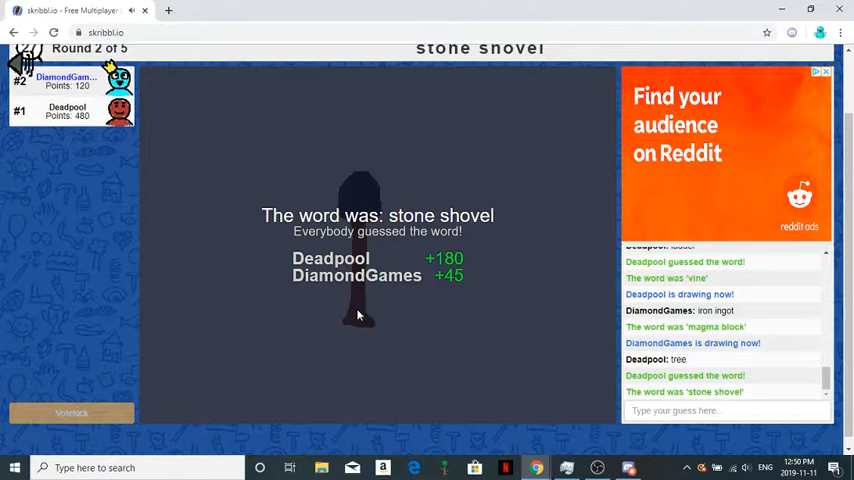 skribbl.io - Free Multiplayer
skribbl.io
Round 2 of 5
stone shovel
#2 DiamondGam...
Points: 120
#1 Deadpool
Points: 480
The word was: stone shovel
Everybody guessed the word!
Deadpool +180
DiamondGames +45
Votekick
Find your
audience
on Reddit
reddit ads
Deadpool guessed the word!
The word was 'vine'
Deadpool is drawing now!
DiamondGames: iron ingot
The word was 'magma block'
DiamondGames is drawing now!
Deadpool: tree
Deadpool guessed the word!
The word was 'stone shovel'
Type your guess here...
Type here to search
ENG
12:50 PM
2019-11-11